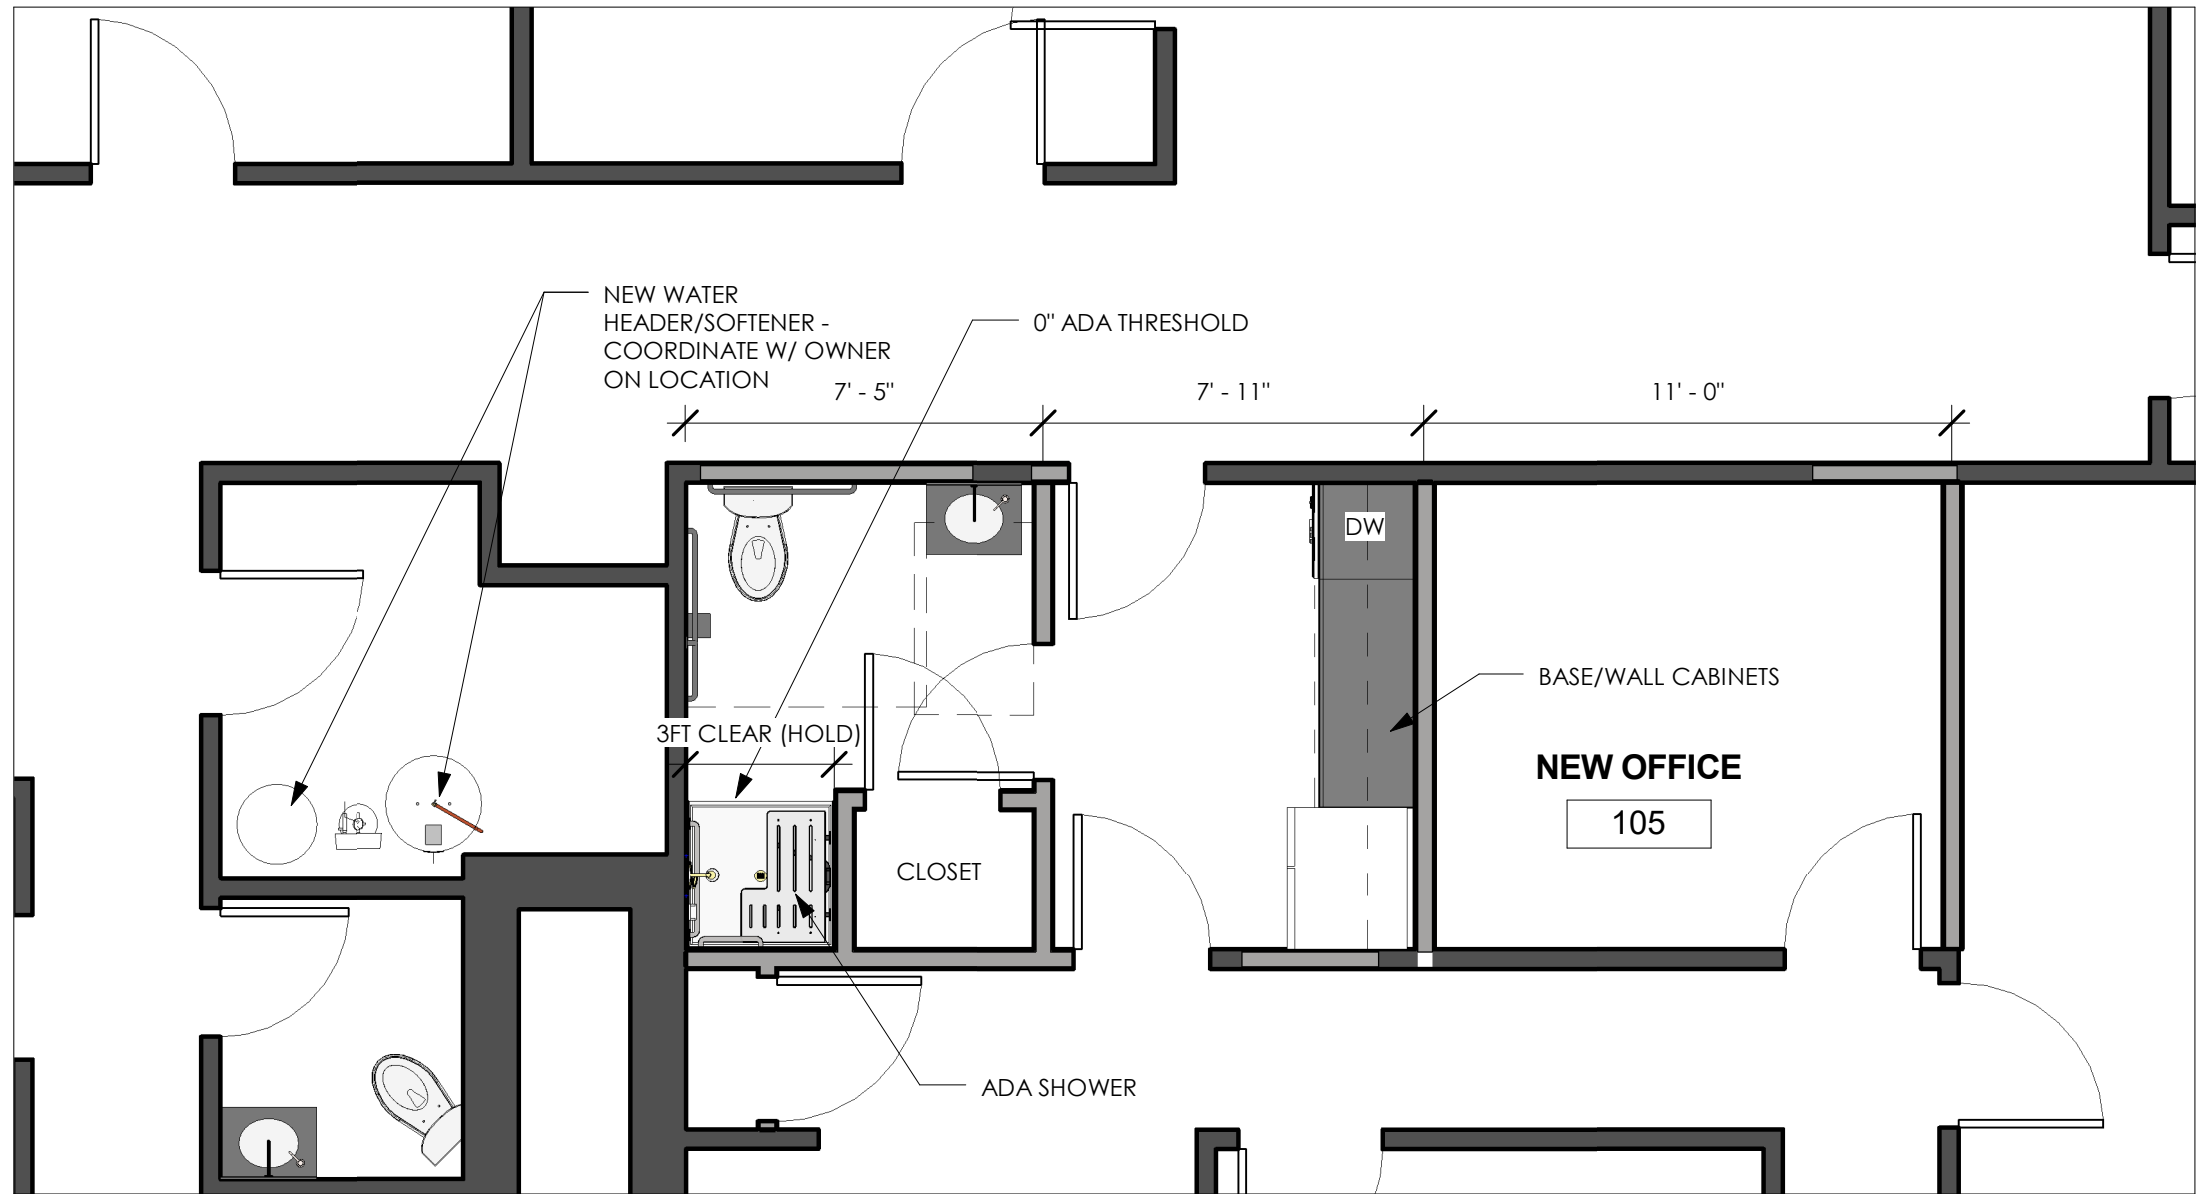 NEW WATER
HEADER/SOFTENER -
COORDINATE W/ OWNER
ON LOCATION
0" ADA THRESHOLD
7' - 5"
7' - 11"
11' - 0"
DW
BASE/WALL CABINETS
3FT CLEAR (HOLD)
NEW OFFICE
105
CLOSET
ADA SHOWER